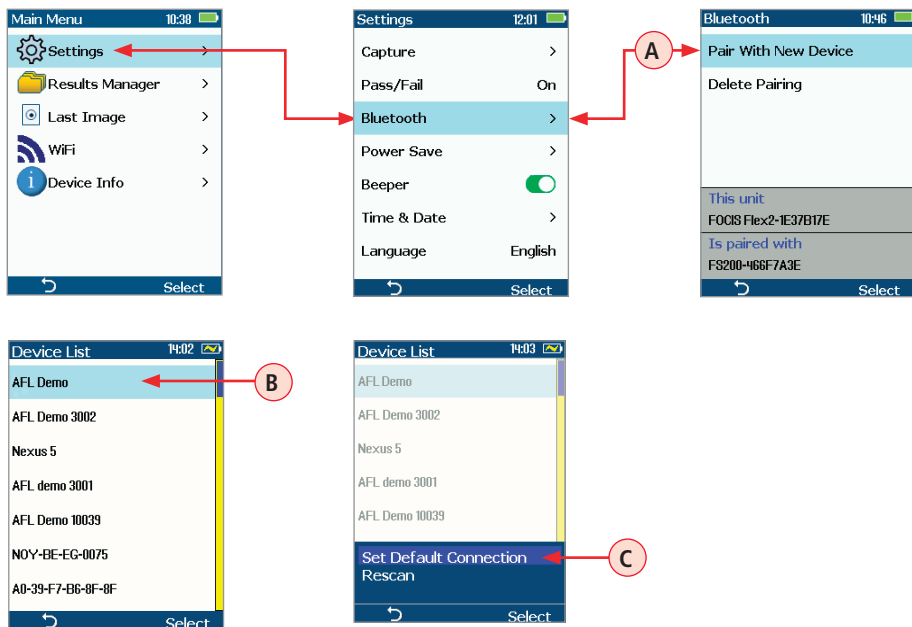 Main Menu 10:38
Settings >
Results Manager >
Last Image >
WiFi >
i Device Info >
Select
Settings 12:01
Capture >
Pass/Fail On
Bluetooth >
Power Save >
Beeper
Time & Date >
Language English
Select
A
Bluetooth 10:46
Pair With New Device
Delete Pairing
This unit
FOCIS Flex2-1E37B17E
Is paired with
FS200-466F7A3E
Select
Device List 14:02
AFL Demo
AFL Demo 3002
Nexus 5
AFL demo 3001
AFL Demo 10039
NOY-BE-EG-0075
A0-39-F7-B6-8F-8F
Select
B
Device List 14:03
AFL Demo
AFL Demo 3002
Nexus 5
AFL demo 3001
AFL Demo 10039
Set Default Connection
Rescan
Select
C